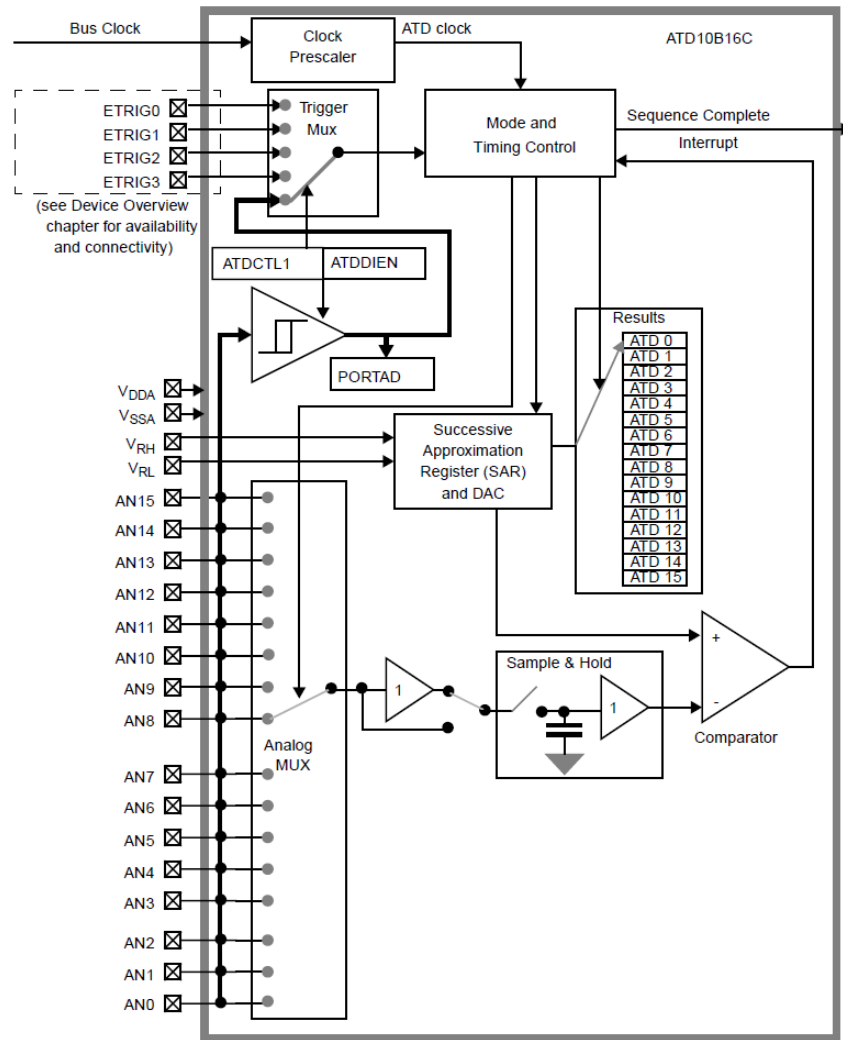 Bus Clock
Clock
Prescaler
ATD clock
ATD10B16C
ETRIG0
ETRIG1
ETRIG2
ETRIG3
(see Device Overview
chapter for availability
and connectivity)
Trigger
Mux
Mode and
Timing Control
Sequence Complete
Interrupt
ATDCTL1
ATDDIEN
PORTAD
Results
ATD 0
ATD 1
ATD 2
ATD 3
ATD 4
ATD 5
ATD 6
ATD 7
ATD 8
ATD 9
ATD 10
ATD 11
ATD 12
ATD 13
ATD 14
ATD 15
VDDA
VSSA
VRH
VRL
Successive
Approximation
Register (SAR)
and DAC
AN15
AN14
AN13
AN12
AN11
AN10
AN9
AN8
AN7
AN6
AN5
AN4
AN3
AN2
AN1
AN0
Analog
MUX
1
Sample & Hold
1
+
-
Comparator